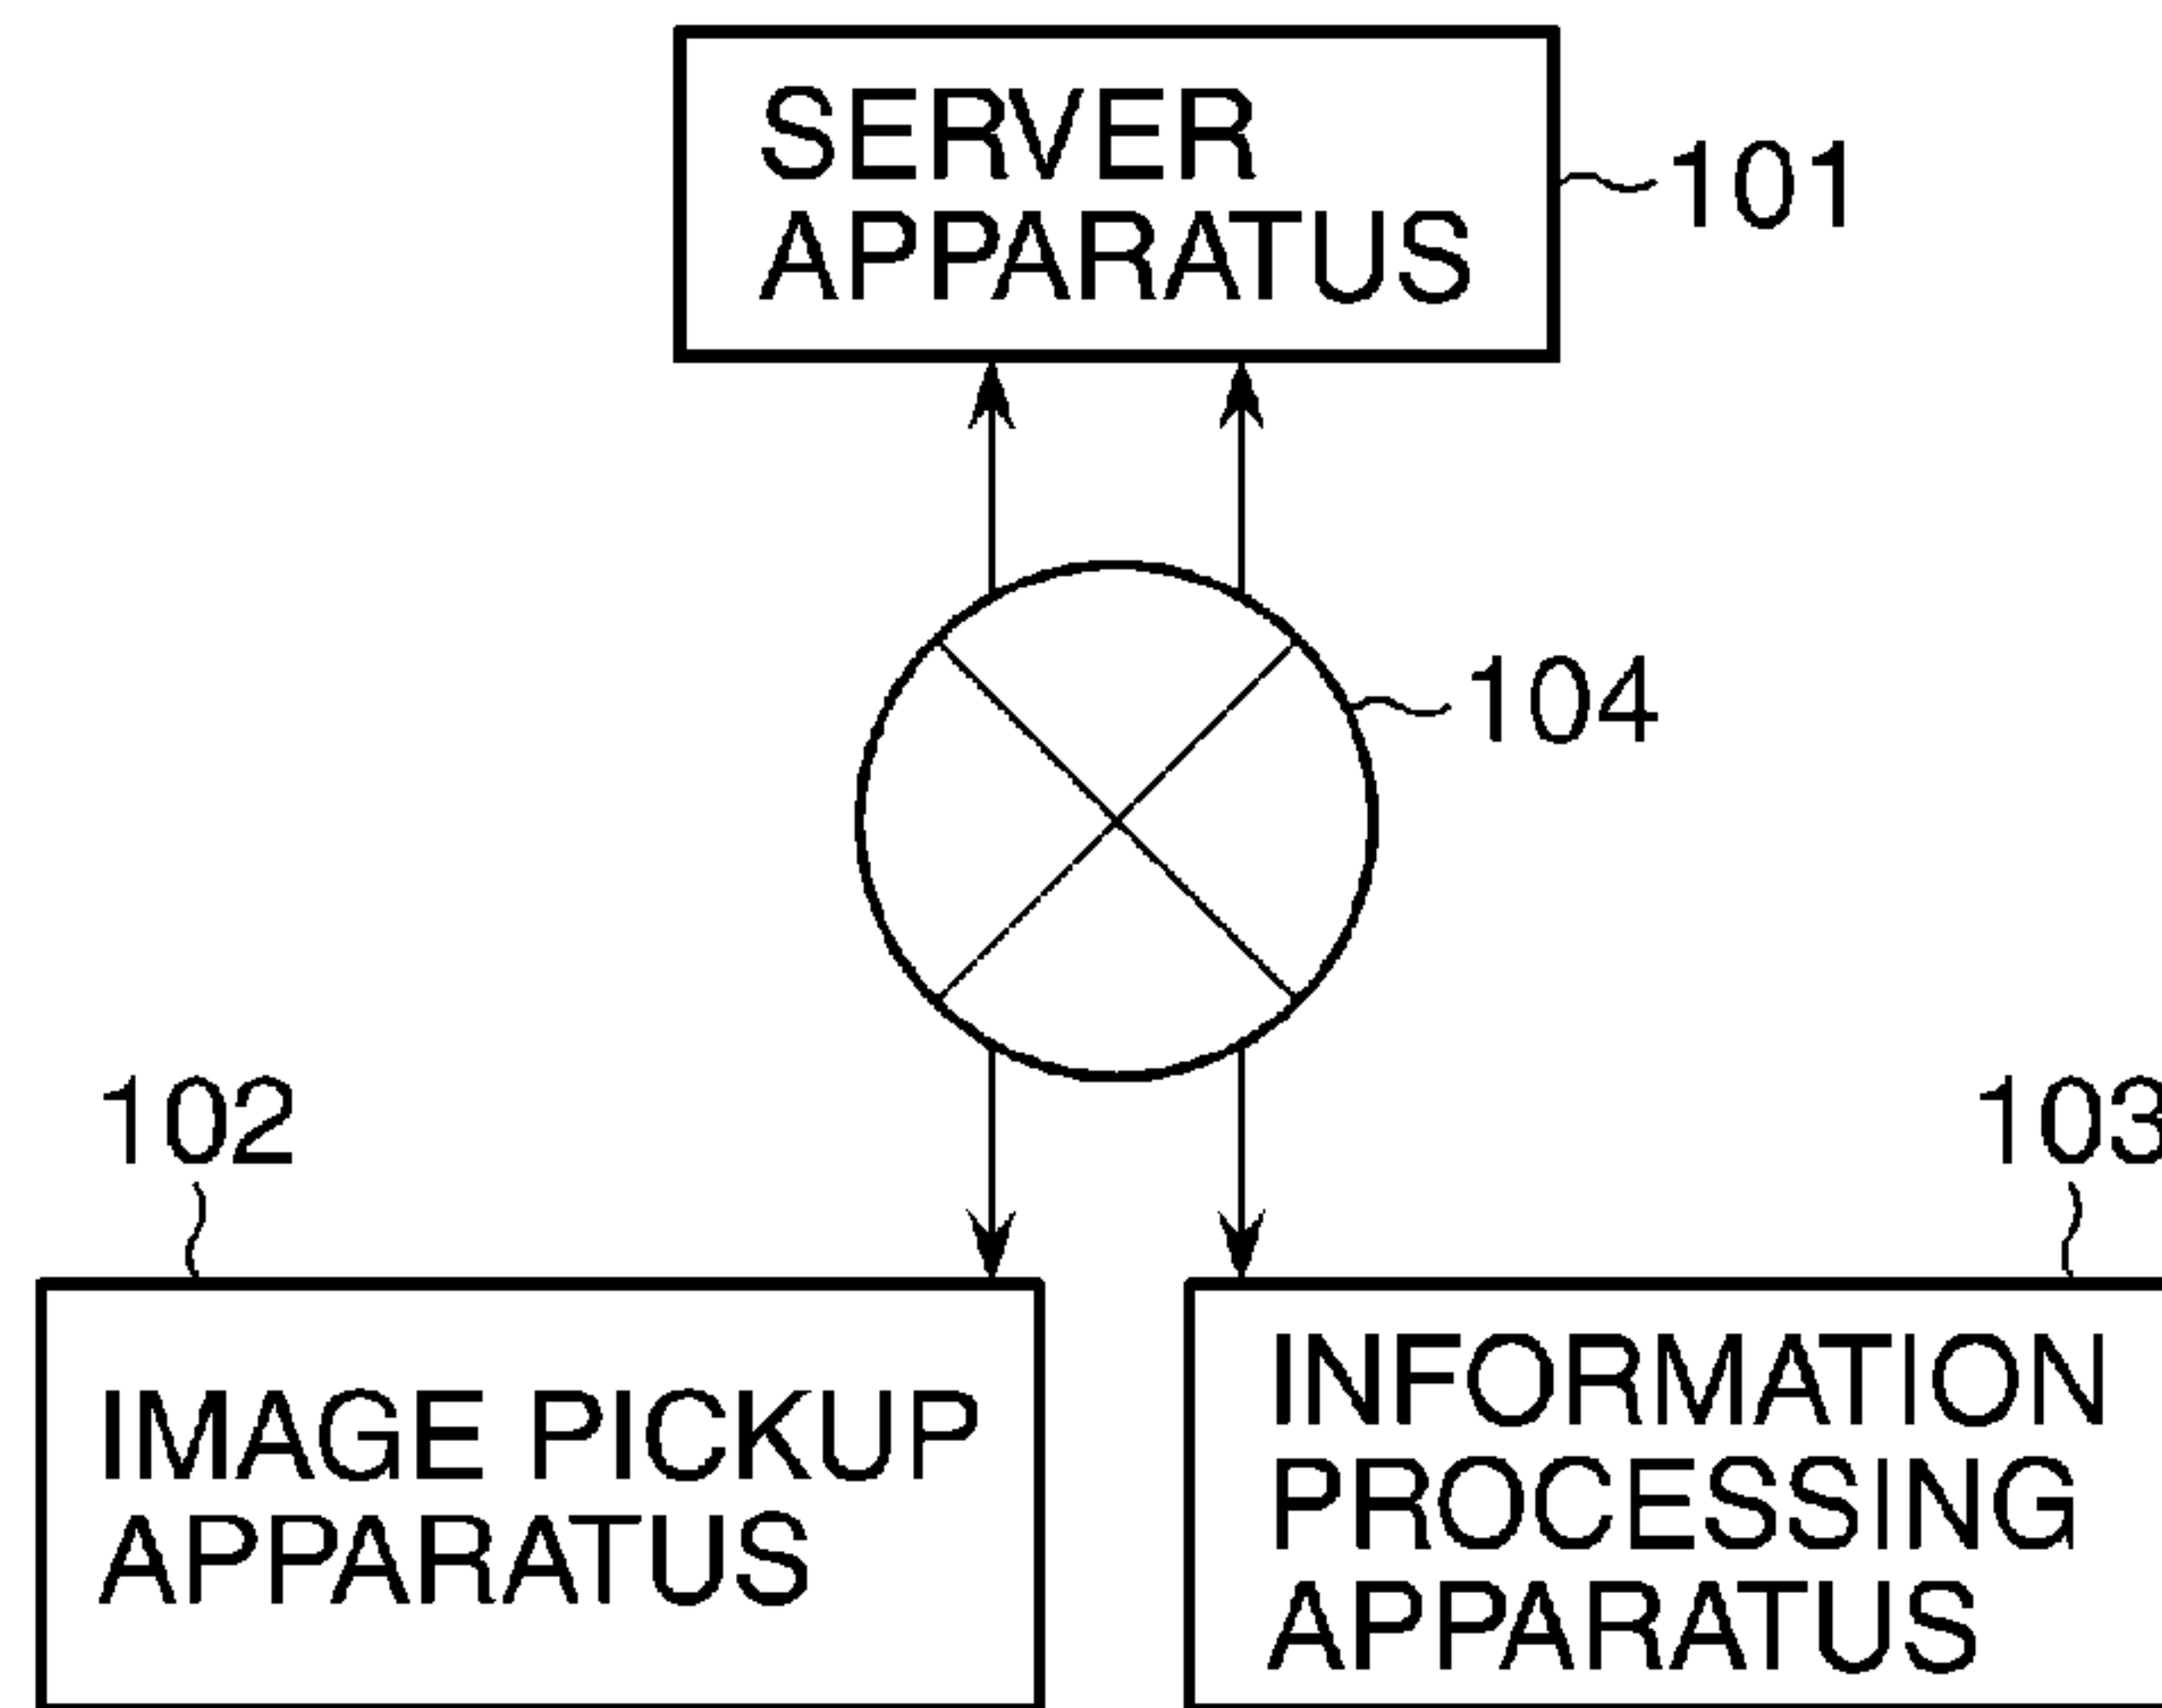 SERVER
APPARATUS
101
104
102
103
IMAGE PICKUP
APPARATUS
INFORMATION
PROCESSING
APPARATUS